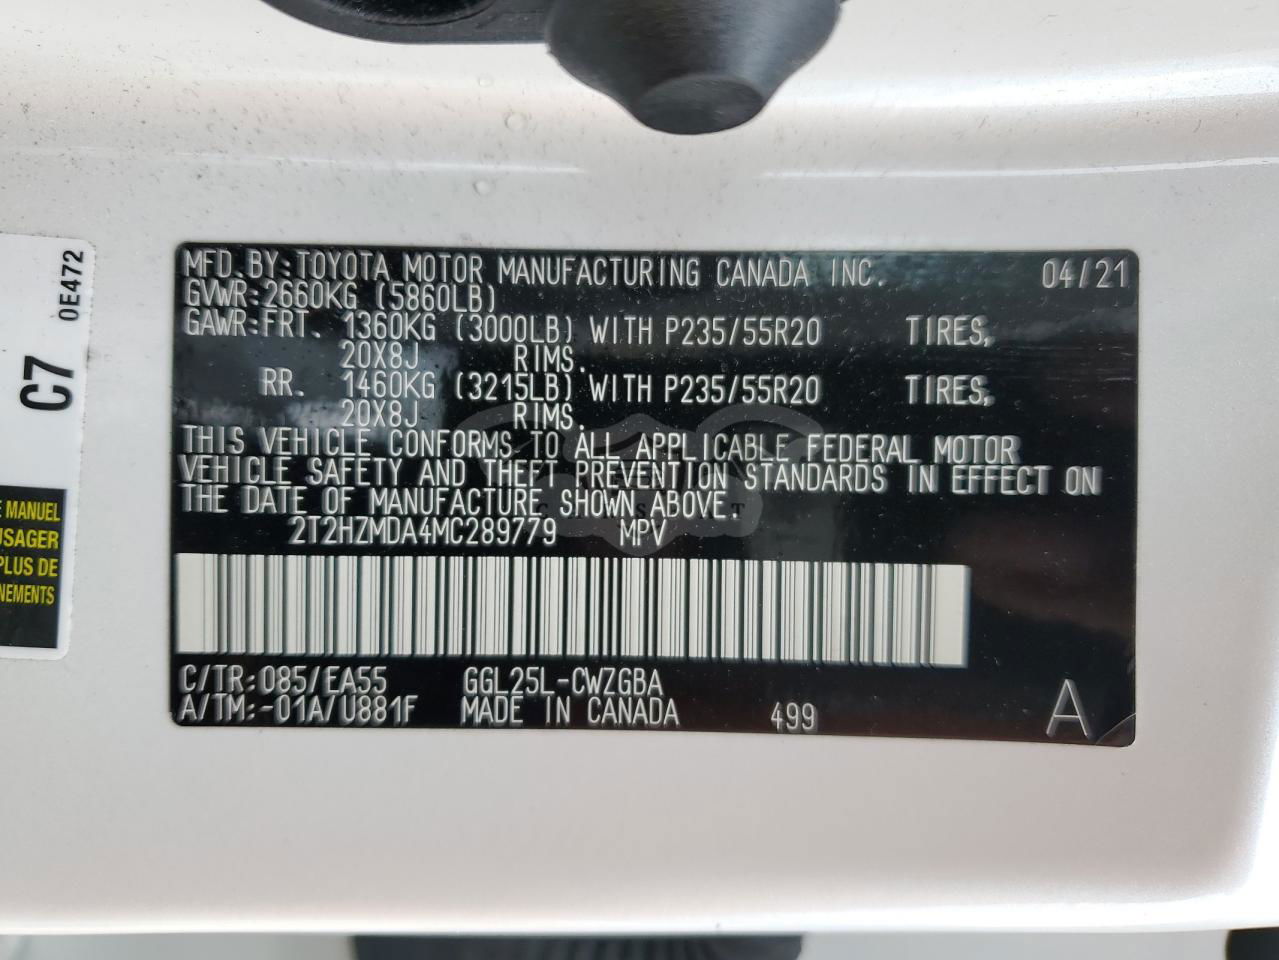 MFD.BY:TOYOTA MOTOR MANUFACTURING CANADA INC. 04/21
GVWR:2660KG (5860LB)
GAWR:FRT. 1360KG (3000LB) WITH P235/55R20 TIRES,
20X8J RIMS.
RR. 1460KG (3215LB) WITH P235/55R20 TIRES,
20X8J RIMS.
THIS VEHICLE CONFORMS TO ALL APPLICABLE FEDERAL MOTOR
VEHICLE SAFETY AND THEFT PREVENTION STANDARDS IN EFFECT ON
THE DATE OF MANUFACTURE SHOWN ABOVE.
2T2HZMDA4MC289779 MPV
C/TR:085/EA55 GGL25L-CWZGBA
A/TM:-01A/U881F MADE IN CANADA 499 A
C7 0E472
MANUEL
USAGER
PLUS DE
NEMENTS